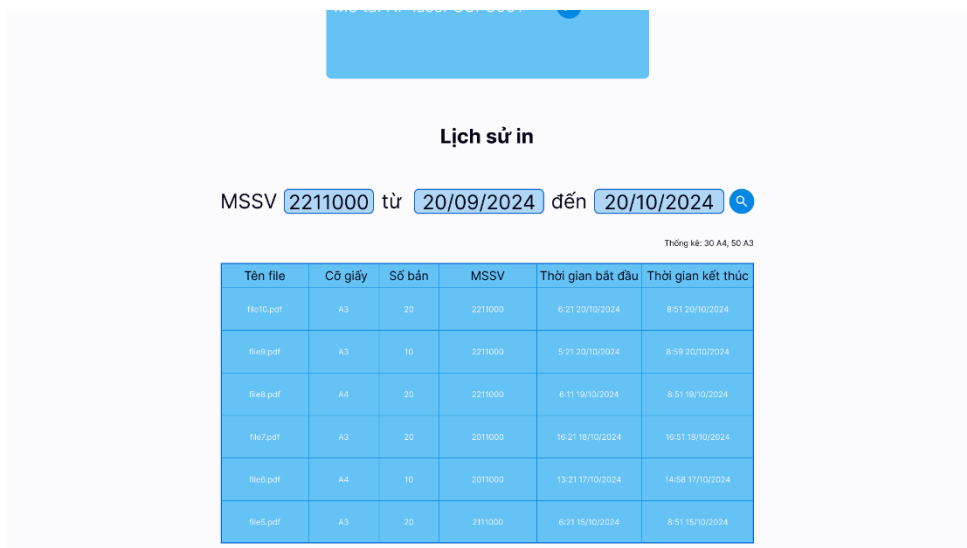 Lịch sử in
MSSV 2211000 từ 20/09/2024 đến 20/10/2024
Thống kê: 30 A4, 50 A3
Tên file Cỡ giấy Số bản MSSV Thời gian bắt đầu Thời gian kết thúc
file10.pdf A3 20 2211000 6:21 20/10/2024 8:51 20/10/2024
file9.pdf A3 10 2211000 5:21 20/10/2024 8:59 20/10/2024
file8.pdf A4 20 2211000 6:11 19/10/2024 8:51 19/10/2024
file7.pdf A3 20 2011000 16:21 18/10/2024 16:51 18/10/2024
file6.pdf A4 10 2011000 13:21 17/10/2024 14:58 17/10/2024
file5.pdf A3 20 2111000 6:21 15/10/2024 8:51 15/10/2024